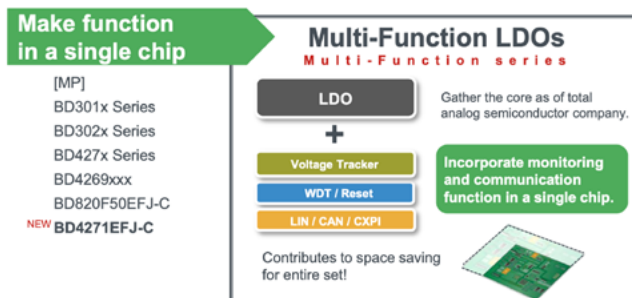 Make function
in a single chip
[MP]
BD301x Series
BD302x Series
BD427x Series
BD4269xxx
BD820F50EFJ-C
NEW BD4271EFJ-C
Multi-Function LDOs
Multi-Function series
LDO
+
Voltage Tracker
WDT / Reset
LIN / CAN / CXPI
Gather the core as of total
analog semiconductor company.
Incorporate monitoring
and communication
function in a single chip.
Contributes to space saving
for entire set!